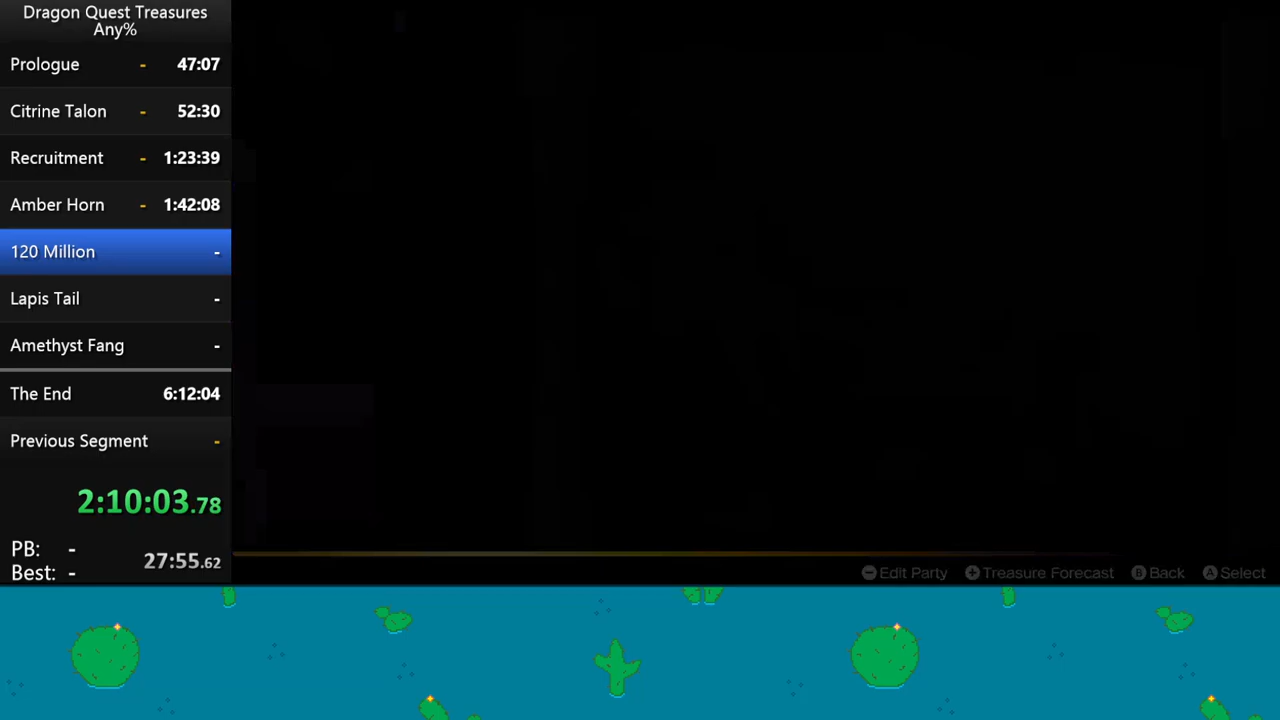 Dragon Quest Treasures
Any%
Prologue - 47:07
Citrine Talon - 52:30
Recruitment - 1:23:39
Amber Horn - 1:42:08
120 Million -
Lapis Tail -
Amethyst Fang -
The End 6:12:04
Previous Segment -
2:10:03.78
PB: - 
Best: - 27:55.62
Edit Party + Treasure Forecast B Back A Select